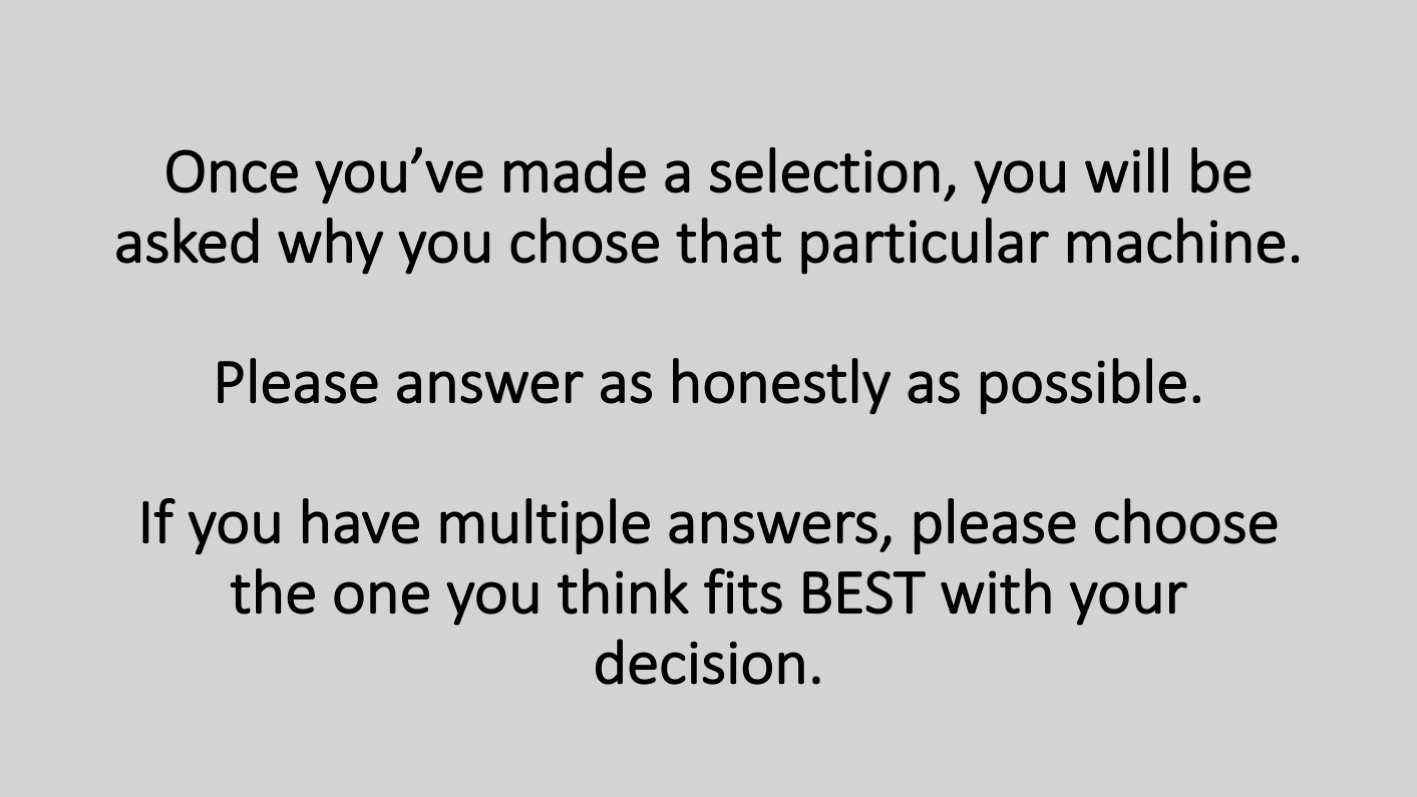 Once you’ve made a selection, you will be
asked why you chose that particular machine.
Please answer as honestly as possible.
If you have multiple answers, please choose
the one you think fits BEST with your
decision.